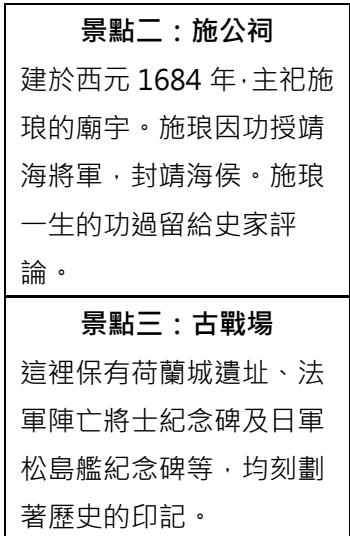 景點二：施公祠
建於西元 1684 年，主祀施
琅的廟宇。施琅因功授靖
海將軍，封靖海侯。施琅
一生的功過留給史家評
論。
景點三：古戰場
這裡保有荷蘭城遺址、法
軍陣亡將士紀念碑及日軍
松島艦紀念碑等，均刻劃
著歷史的印記。